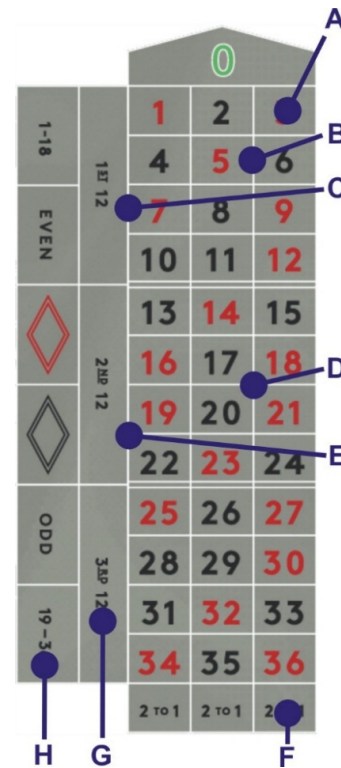 A
0
1 2
B
4 5 6
C
7 8 9
10 11 12
13 14 15
16 17 18
D
19 20 21
E
22 23 24
25 26 27
28 29 30
31 32 33
34 35 36
2 TO 1 2 TO 1
F
1-18
EVEN
ODD
1ST 12
2ND 12
3RD 12
H
G